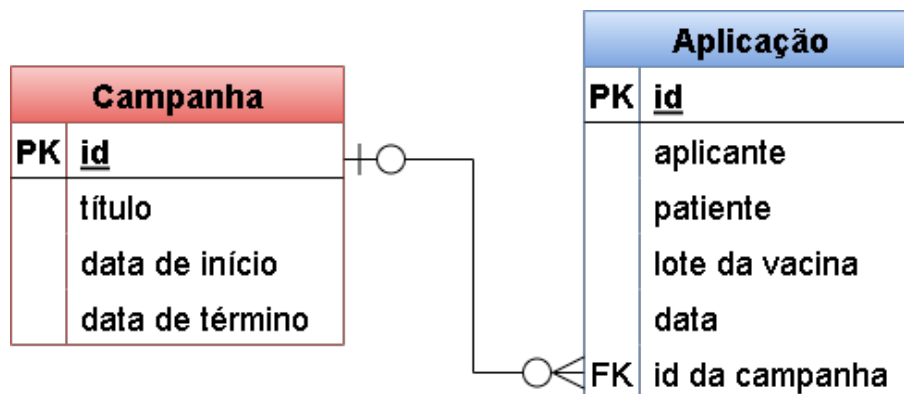 Campanha
PK id
título
data de início
data de término
Aplicação
PK id
aplicante
patiente
lote da vacina
data
FK id da campanha